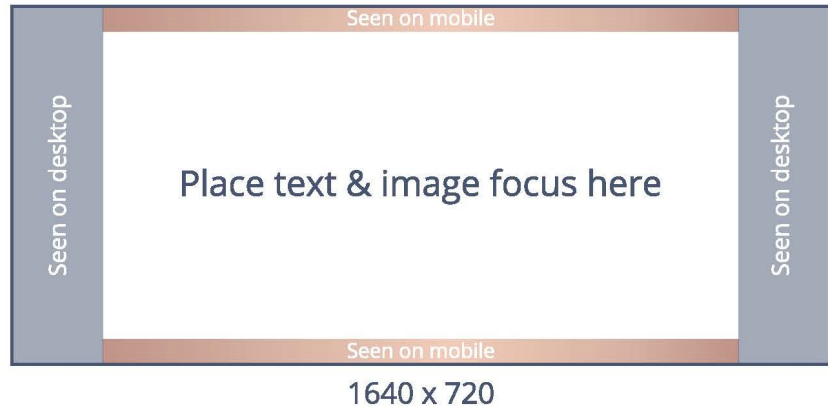 Seen on mobile
Seen on desktop
Place text & image focus here
Seen on desktop
Seen on mobile
1640 x 720